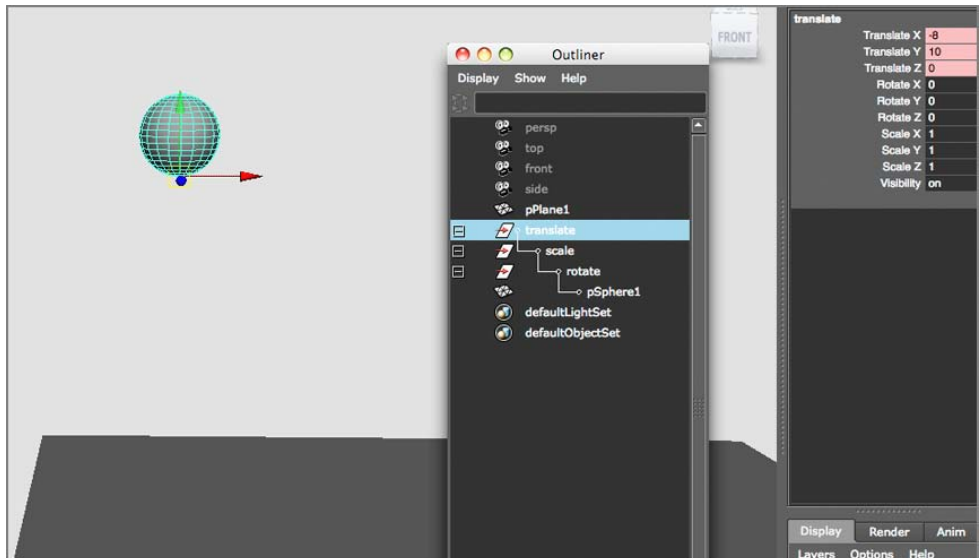 FRONT
Outliner
Display Show Help
persp
top
front
side
pPlane1
translate
scale
rotate
pSphere1
defaultLightSet
defaultObjectSet
translate
Translate X -8
Translate Y 10
Translate Z 0
Rotate X 0
Rotate Y 0
Rotate Z 0
Scale X 1
Scale Y 1
Scale Z 1
Visibility on
Display Render Anim
Layers Options Help